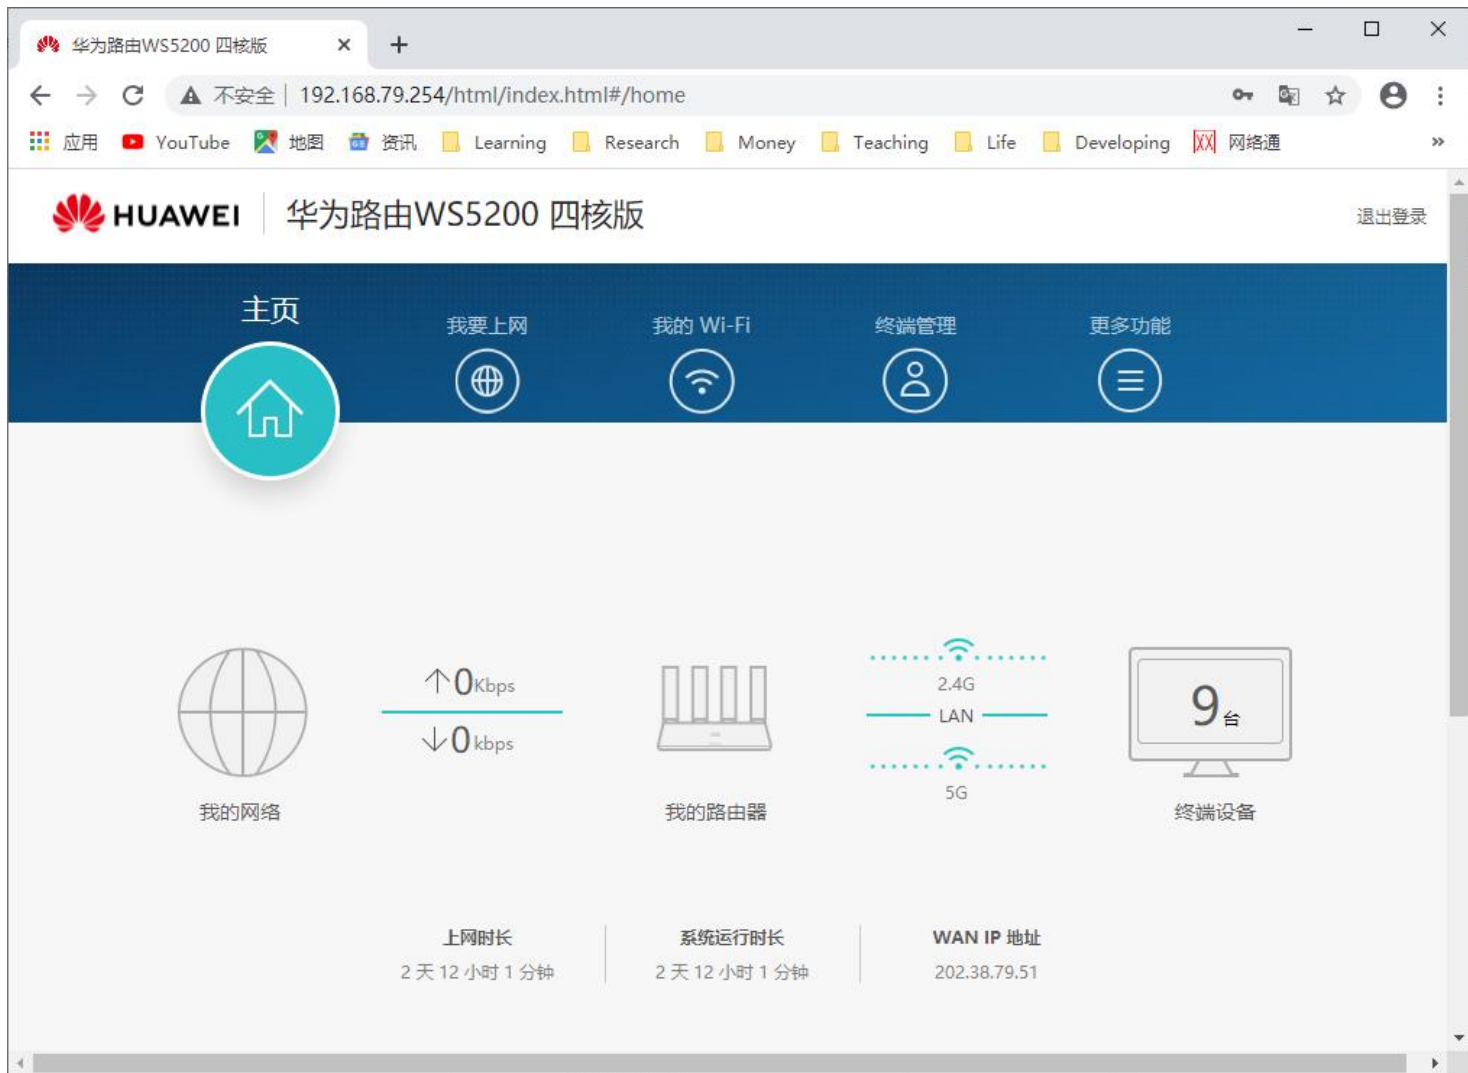 华为路由WS5200 四核版
不安全 | 192.168.79.254/html/index.html#/home
应用 YouTube 地图 资讯 Learning Research Money Teaching Life Developing 网络通 »
HUAWEI 华为路由WS5200 四核版 退出登录
主页 我要上网 我的 Wi-Fi 终端管理 更多功能
↑0Kbps
↓0 kbps
2.4G
LAN
5G
9台
我的网络 我的路由器 终端设备
上网时长 系统运行时长 WAN IP 地址
2 天 12 小时 1 分钟 2 天 12 小时 1 分钟 202.38.79.51